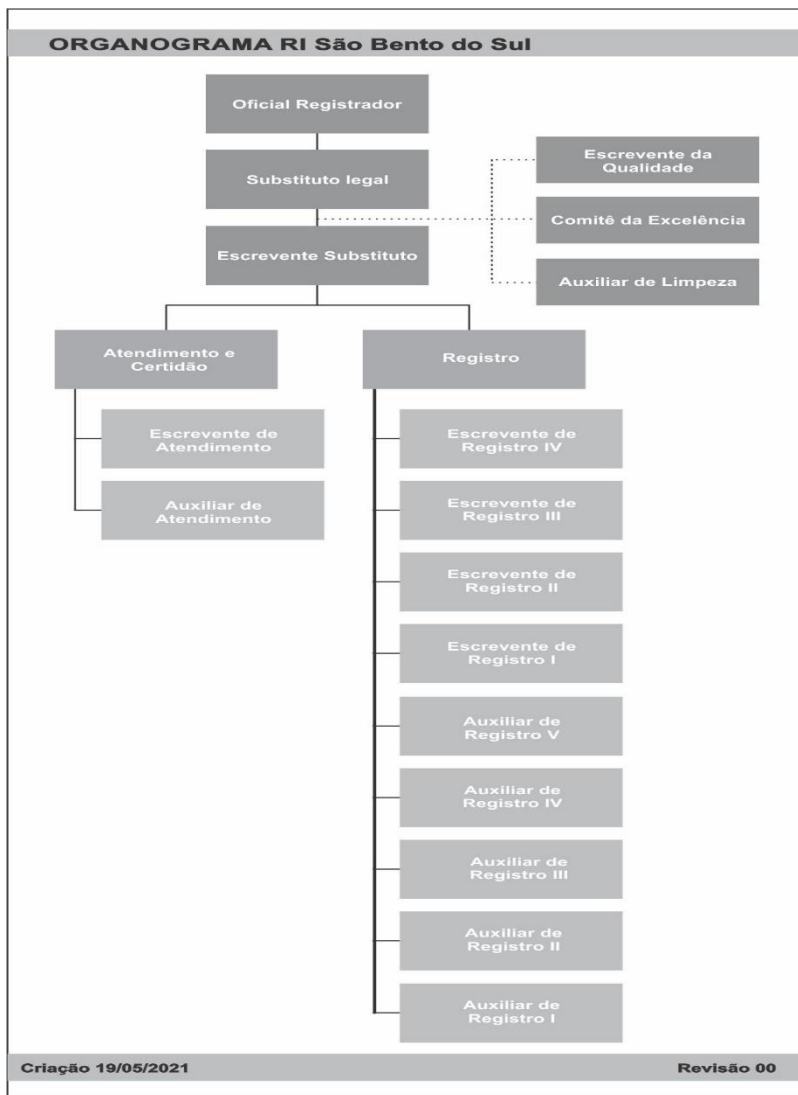 ORGANOGRAMA RI São Bento do Sul
Oficial Registrador
Substituto legal
Escrevente da
Qualidade
Comitê da Excelência
Escrevente Substituto
Auxiliar de Limpeza
Atendimento e
Certidão
Registro
Escrevente de
Atendimento
Auxiliar de
Atendimento
Escrevente de
Registro IV
Escrevente de
Registro III
Escrevente de
Registro II
Escrevente de
Registro I
Auxiliar de
Registro V
Auxiliar de
Registro IV
Auxiliar de
Registro III
Auxiliar de
Registro II
Auxiliar de
Registro I
Criação 19/05/2021
Revisão 00